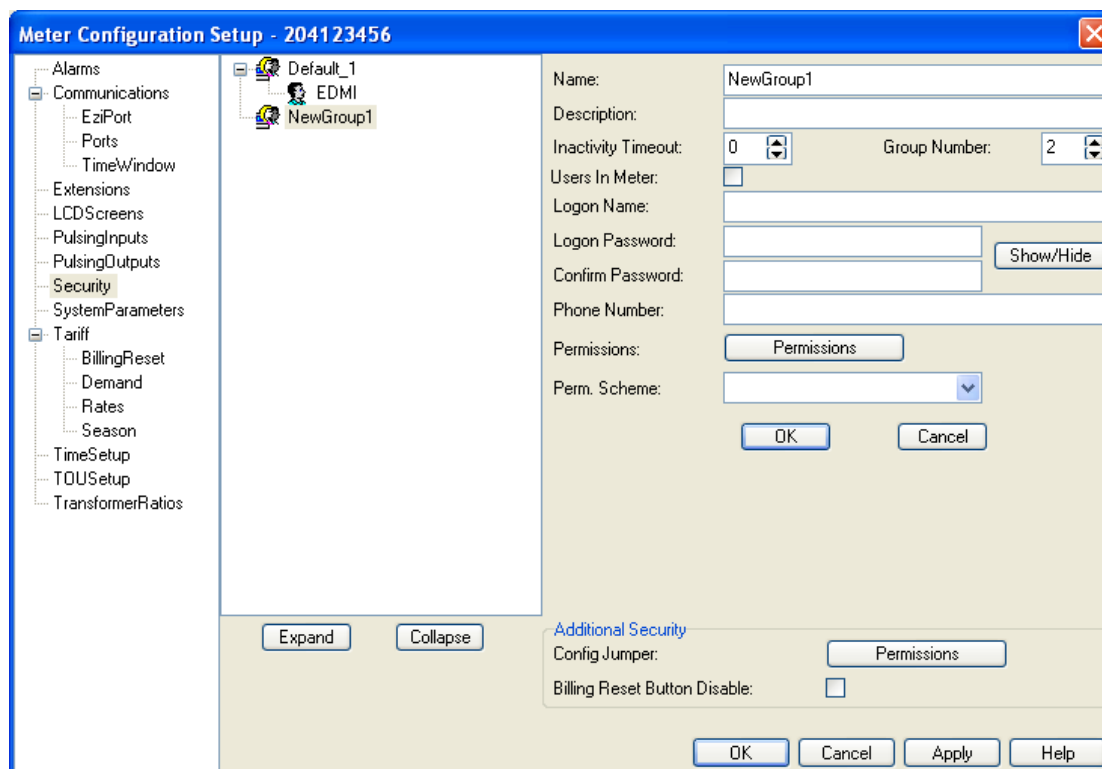 Meter Configuration Setup - 204123456
Alarms
Communications
EziPort
Ports
TimeWindow
Extensions
LCDScreens
PulsingInputs
PulsingOutputs
Security
SystemParameters
Tariff
BillingReset
Demand
Rates
Season
TimeSetup
TOUSetup
TransformerRatios
Default_1
EDMI
NewGroup1
Expand
Collapse
Name: NewGroup1
Description:
Inactivity Timeout: 0 Group Number: 2
Users In Meter:
Logon Name:
Logon Password:
Show/Hide
Confirm Password:
Phone Number:
Permissions: Permissions
Perm. Scheme:
OK Cancel
Additional Security
Config Jumper: Permissions
Billing Reset Button Disable:
OK Cancel Apply Help